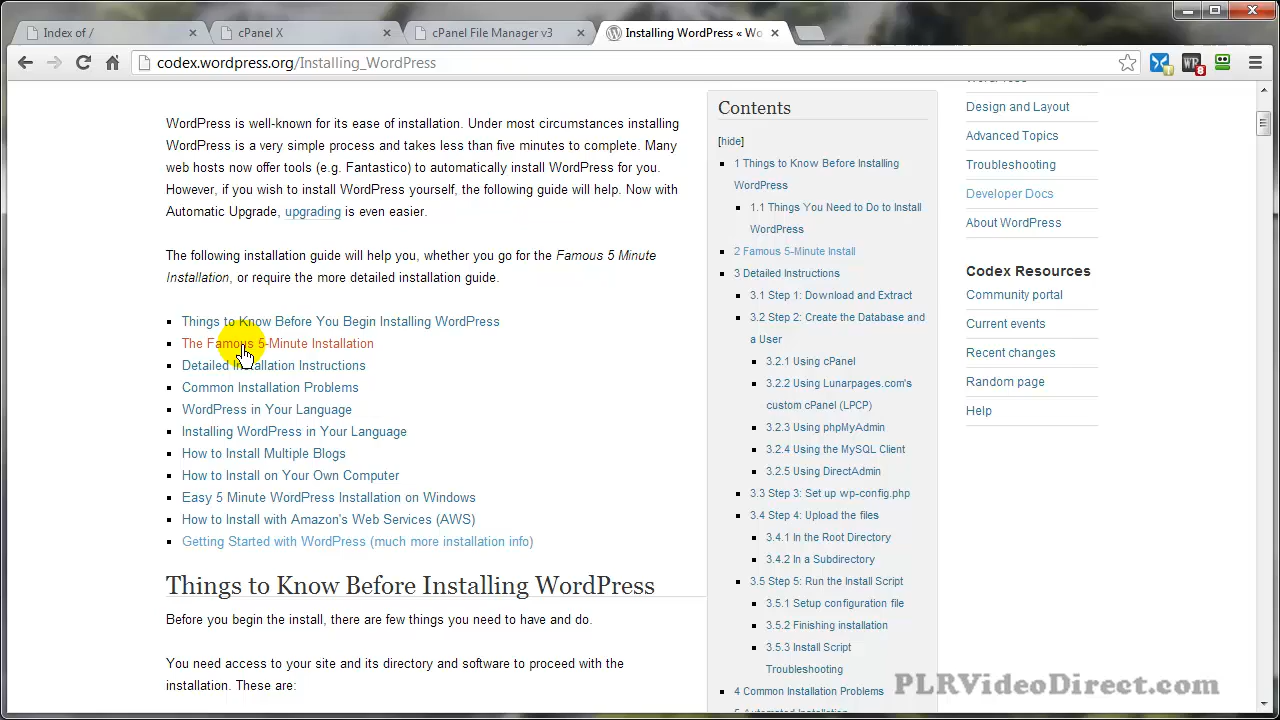 Index of /
cPanel X
cPanel File Manager v3
Installing WordPress « Wo
codex.wordpress.org/Installing_WordPress
WordPress is well-known for its ease of installation. Under most circumstances installing
WordPress is a very simple process and takes less than five minutes to complete. Many
web hosts now offer tools (e.g. Fantastico) to automatically install WordPress for you.
However, if you wish to install WordPress yourself, the following guide will help. Now with
Automatic Upgrade, upgrading is even easier.
The following installation guide will help you, whether you go for the Famous 5 Minute
Installation, or require the more detailed installation guide.
Things to Know Before You Begin Installing WordPress
The Famous 5-Minute Installation
Detailed Installation Instructions
Common Installation Problems
WordPress in Your Language
Installing WordPress in Your Language
How to Install Multiple Blogs
How to Install on Your Own Computer
Easy 5 Minute WordPress Installation on Windows
How to Install with Amazon's Web Services (AWS)
Getting Started with WordPress (much more installation info)
Things to Know Before Installing WordPress
Before you begin the install, there are few things you need to have and do.
You need access to your site and its directory and software to proceed with the
installation. These are:
Contents
[hide]
1 Things to Know Before Installing
WordPress
1.1 Things You Need to Do to Install
WordPress
2 Famous 5-Minute Install
3 Detailed Instructions
3.1 Step 1: Download and Extract
3.2 Step 2: Create the Database and
a User
3.2.1 Using cPanel
3.2.2 Using Lunarpages.com's
custom cPanel (LPCP)
3.2.3 Using phpMyAdmin
3.2.4 Using the MySQL Client
3.2.5 Using DirectAdmin
3.3 Step 3: Set up wp-config.php
3.4 Step 4: Upload the files
3.4.1 In the Root Directory
3.4.2 In a Subdirectory
3.5 Step 5: Run the Install Script
3.5.1 Setup configuration file
3.5.2 Finishing installation
3.5.3 Install Script
Troubleshooting
4 Common Installation Problems
5 Automated Installation
WordPress
Design and Layout
Advanced Topics
Troubleshooting
Developer Docs
About WordPress
Codex Resources
Community portal
Current events
Recent changes
Random page
Help
PLRVideoDirect.com